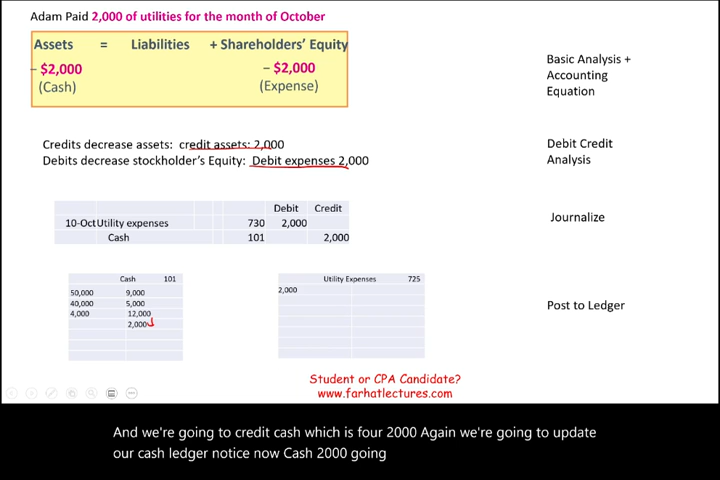 Adam Paid 2,000 of utilities for the month of October
Assets = Liabilities + Shareholders' Equity
- $2,000 - $2,000
(Cash) (Expense)
Basic Analysis +
Accounting
Equation
Credits decrease assets: credit assets: 2,000
Debits decrease stockholder's Equity: Debit expenses 2,000
Debit Credit
Analysis
Debit Credit
10-Oct Utility expenses 730 2,000
Cash 101 2,000
Journalize
Cash 101
50,000 9,000
40,000 5,000
4,000 12,000
2,000
Utility Expenses 725
2,000
Post to Ledger
Student or CPA Candidate?
www.farhatlectures.com
And we're going to credit cash which is four 2000 Again we're going to update
our cash ledger notice now Cash 2000 going